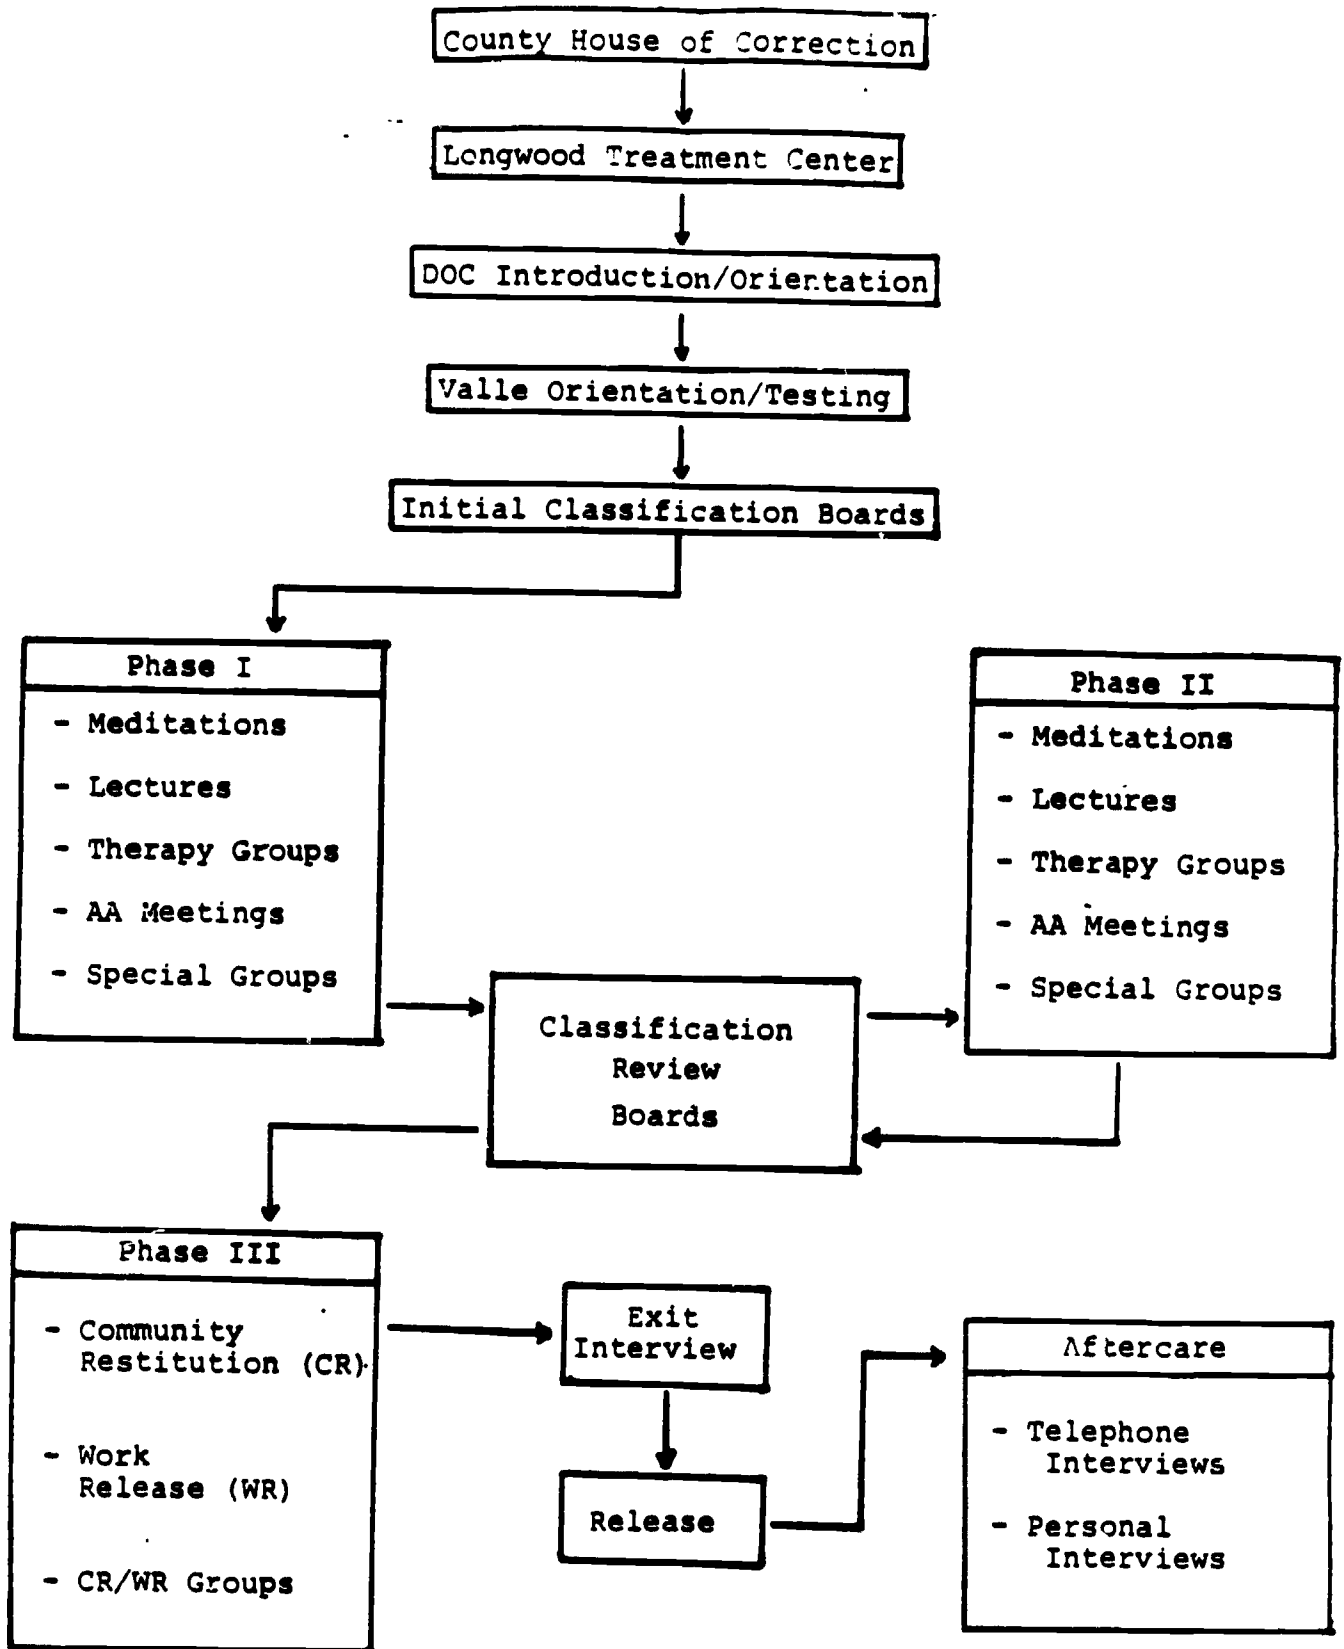 County House of Correction
Longwood Treatment Center
DOC Introduction/Orientation
Valle Orientation/Testing
Initial Classification Boards
Phase I
- Meditations
- Lectures
- Therapy Groups
- AA Meetings
- Special Groups
Phase II
- Meditations
- Lectures
- Therapy Groups
- AA Meetings
- Special Groups
Classification
Review
Boards
Phase III
- Community
Restitution (CR)
- Work
Release (WR)
- CR/WR Groups
Exit
Interview
Release
Aftercare
- Telephone
Interviews
- Personal
Interviews